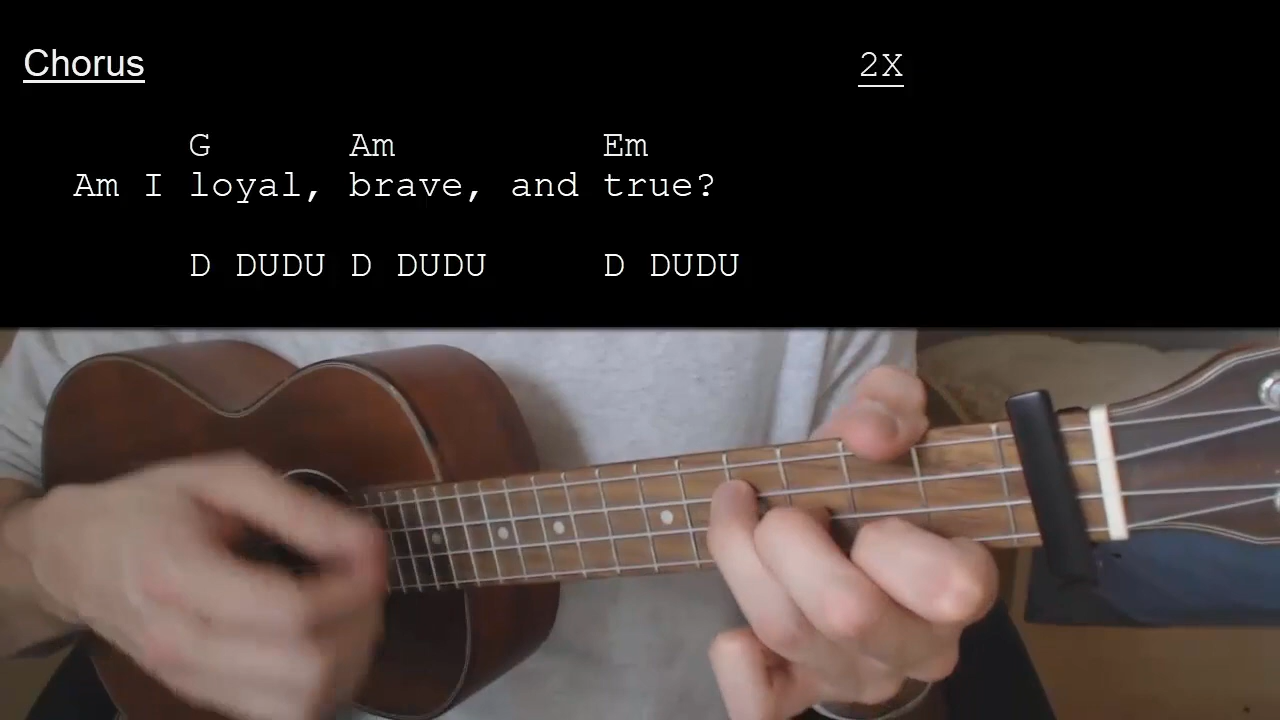 Chorus 2X
G Am Em
Am I loyal, brave, and true?
D DUDU D DUDU D DUDU